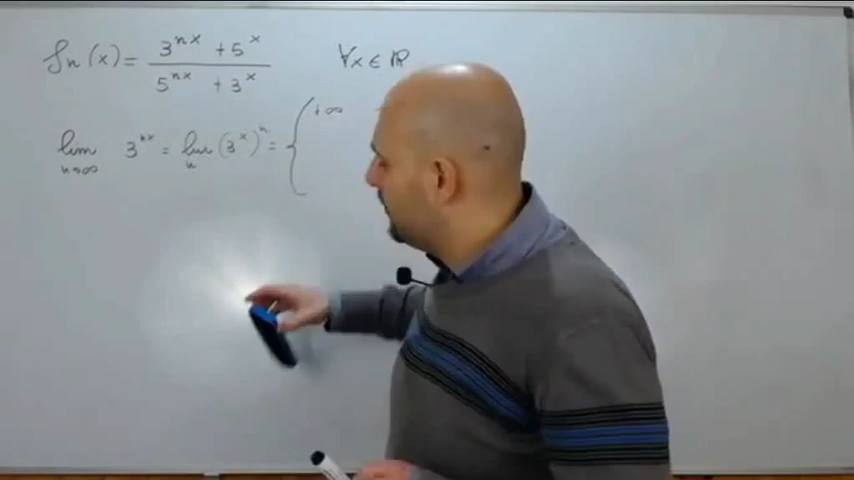 fn(x) = (3^{nx} + 5^x) / (5^{nx} + 3^x) ∀x ∈ ℝ
lim_{n→∞} 3^{nx} = lim_n (3^x)^n = { +∞